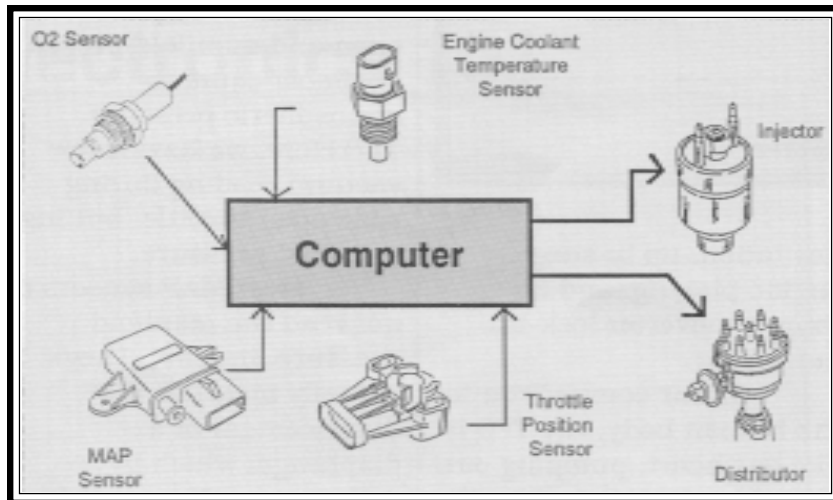 O2 Sensor
Engine Coolant
Temperature
Sensor
Injector
Computer
MAP
Sensor
Throttle
Position
Sensor
Distributor